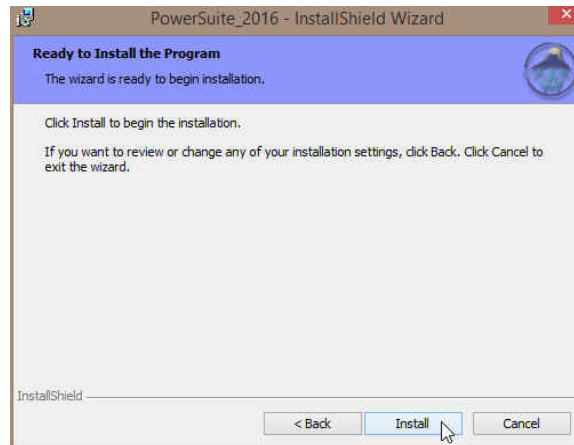 PowerSuite_2016 - InstallShield Wizard
Ready to Install the Program
The wizard is ready to begin installation.
Click Install to begin the installation.
If you want to review or change any of your installation settings, click Back. Click Cancel to
exit the wizard.
InstallShield
< Back Install Cancel